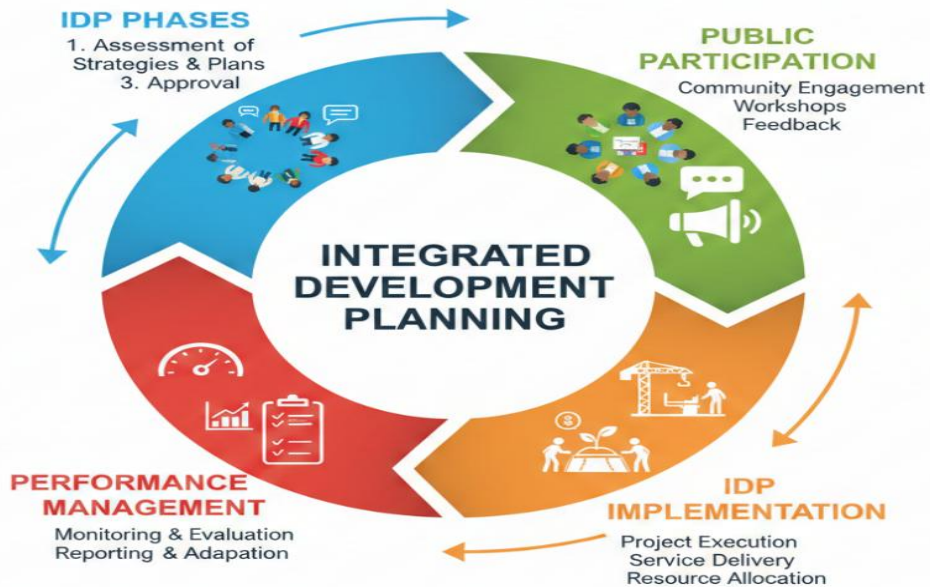 IDP PHASES
1. Assessment of
Strategies & Plans
3. Approval
PUBLIC
PARTICIPATION
Community Engagement
Workshops
Feedback
INTEGRATED
DEVELOPMENT
PLANNING
PERFORMANCE
MANAGEMENT
Monitoring & Evaluation
Reporting & Adapation
IDP
IMPLEMENTATION
Project Execution
Service Delivery
Resource Allocation